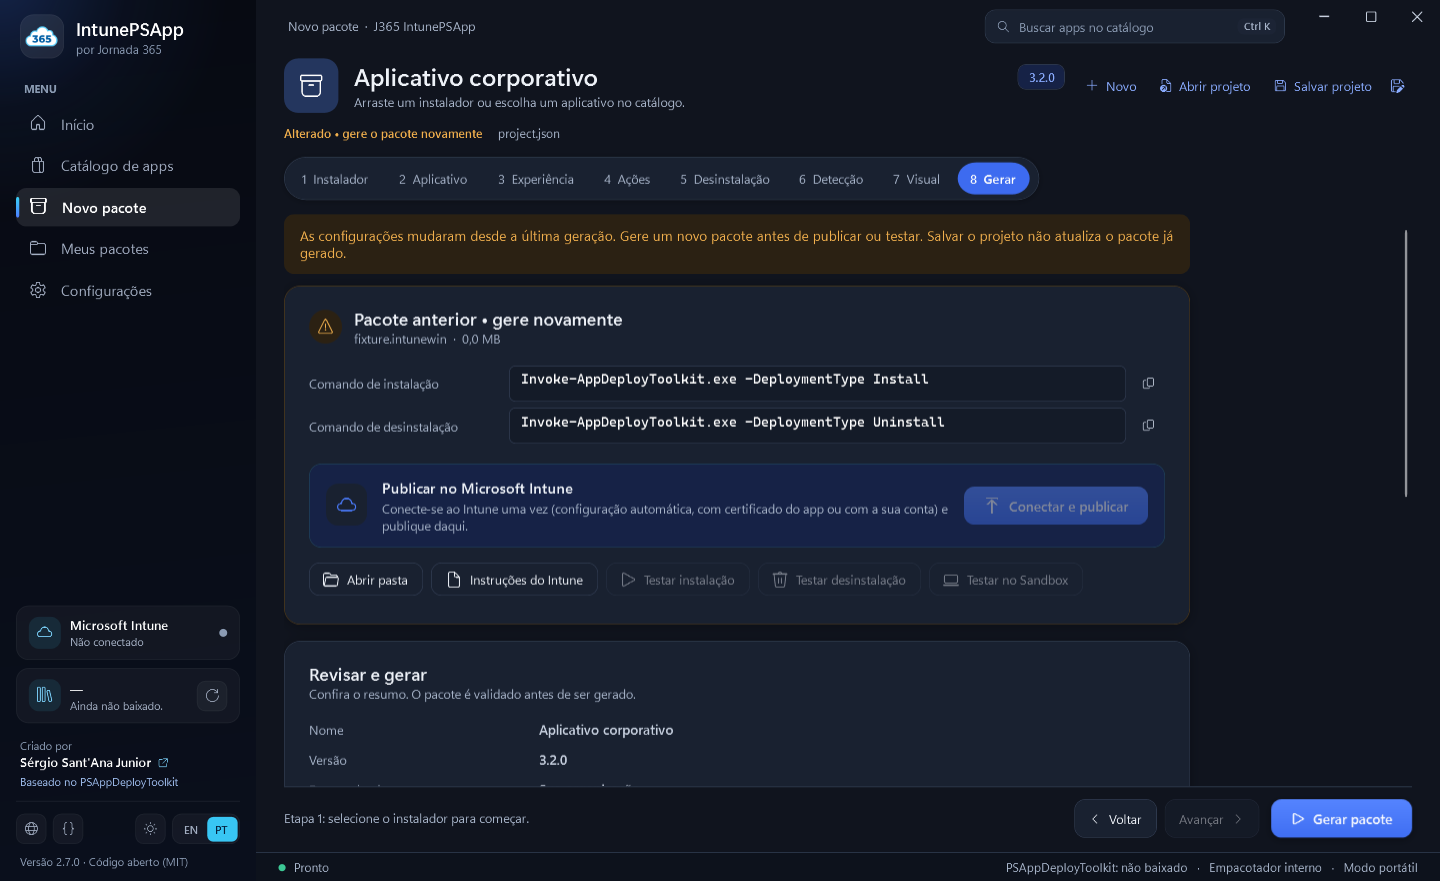 365
IntunePSApp
por Jornada 365
MENU
Início
Catálogo de apps
Novo pacote
Meus pacotes
Configurações
Microsoft Intune
Não conectado
—
Ainda não baixado.
Criado por
Sérgio Sant'Ana Junior
Baseado no PSAppDeployToolkit
{} EN PT
Versão 2.7.0 · Código aberto (MIT)
Novo pacote · J365 IntunePSApp
Buscar apps no catálogo Ctrl K
Aplicativo corporativo
Arraste um instalador ou escolha um aplicativo no catálogo.
3.2.0 Novo Abrir projeto Salvar projeto
Alterado • gere o pacote novamente project.json
1 Instalador 2 Aplicativo 3 Experiência 4 Ações 5 Desinstalação 6 Detecção 7 Visual 8 Gerar
As configurações mudaram desde a última geração. Gere um novo pacote antes de publicar ou testar. Salvar o projeto não atualiza o pacote já
gerado.
Pacote anterior • gere novamente
fixture.intunewin · 0,0 MB
Comando de instalação Invoke-AppDeployToolkit.exe -DeploymentType Install
Comando de desinstalação Invoke-AppDeployToolkit.exe -DeploymentType Uninstall
Publicar no Microsoft Intune
Conecte-se ao Intune uma vez (configuração automática, com certificado do app ou com a sua conta) e
publique daqui.
Conectar e publicar
Abrir pasta Instruções do Intune Testar instalação Testar desinstalação Testar no Sandbox
Revisar e gerar
Confira o resumo. O pacote é validado antes de ser gerado.
Nome Aplicativo corporativo
Versão 3.2.0
Etapa 1: selecione o instalador para começar.
Voltar Avançar Gerar pacote
Pronto
PSAppDeployToolkit: não baixado · Empacotador interno · Modo portátil